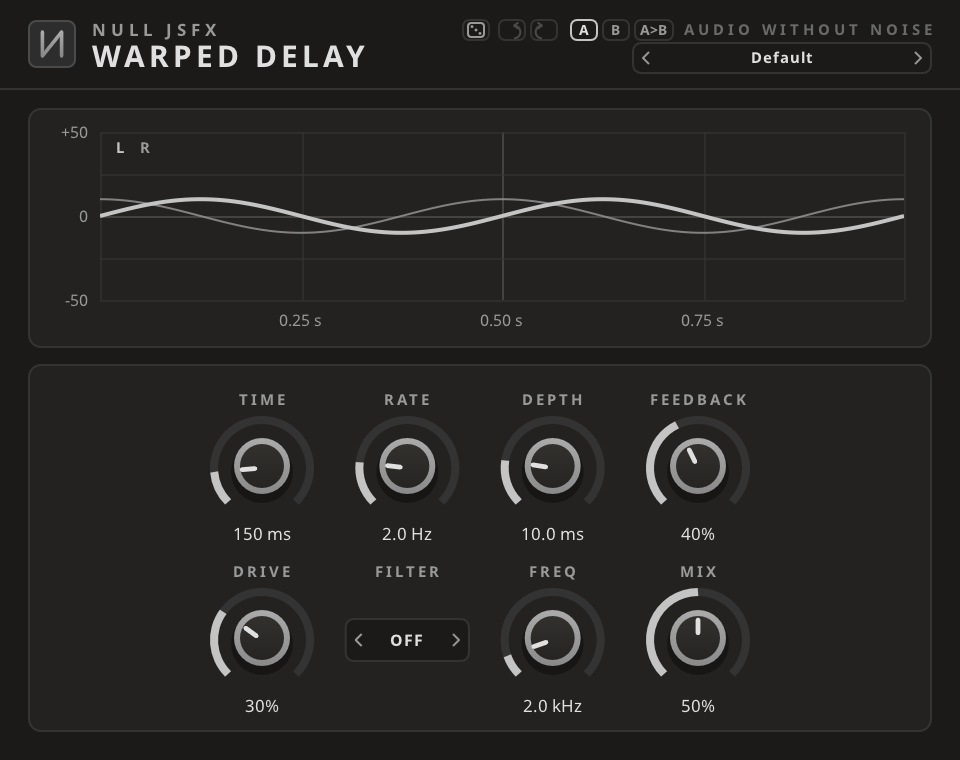 NULL JSFX
A B A>B AUDIO WITHOUT NOISE
WARPED DELAY
Default
+50
L R
0
-50
0.25 s 0.50 s 0.75 s
TIME RATE DEPTH FEEDBACK
150 ms 2.0 Hz 10.0 ms 40%
DRIVE FILTER FREQ MIX
OFF
30% 2.0 kHz 50%